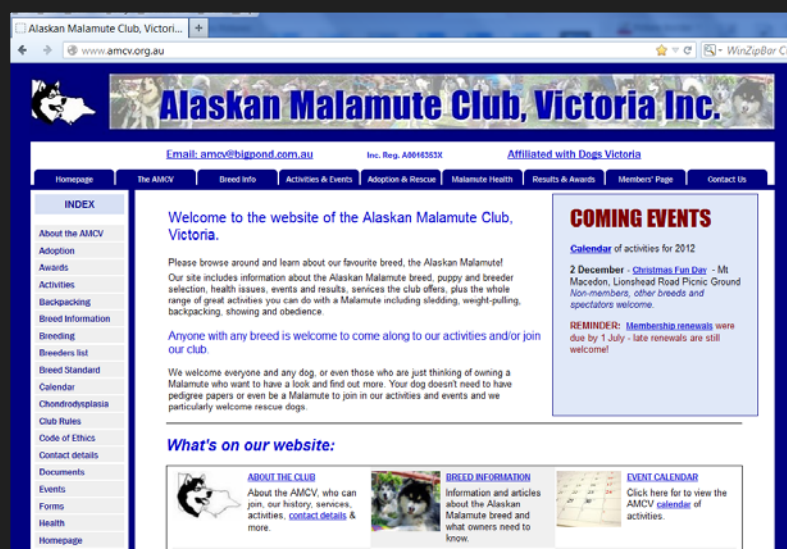 Alaskan Malamute Club, Victori...
www.amcv.org.au
WinZipBar C
Alaskan Malamute Club, Victoria Inc.
Email: amcv@bigpond.com.au Inc. Reg. A0016353X Affiliated with Dogs Victoria
Homepage The AMCV Breed Info Activities & Events Adoption & Rescue Malamute Health Results & Awards Members' Page Contact Us
INDEX
About the AMCV
Adoption
Awards
Activities
Backpacking
Breed Information
Breeding
Breeders list
Breed Standard
Calendar
Chondrodysplasia
Club Rules
Code of Ethics
Contact details
Documents
Events
Forms
Health
Homepage
Welcome to the website of the Alaskan Malamute Club,
Victoria.
Please browse around and learn about our favourite breed, the Alaskan Malamute!
Our site includes information about the Alaskan Malamute breed, puppy and breeder
selection, health issues, events and results, services the club offers, plus the whole
range of great activities you can do with a Malamute including sledding, weight-pulling,
backpacking, showing and obedience.
Anyone with any breed is welcome to come along to our activities and/or join
our club.
We welcome everyone and any dog, or even those who are just thinking of owning a
Malamute who want to have a look and find out more. Your dog doesn't need to have
pedigree papers or even be a Malamute to join in our activities and events and we
particularly welcome rescue dogs.
COMING EVENTS
Calendar of activities for 2012
2 December - Christmas Fun Day - Mt
Macedon, Lionshead Road Picnic Ground
Non-members, other breeds and
spectators welcome.
REMINDER: Membership renewals were
due by 1 July - late renewals are still
welcome!
What's on our website:
ABOUT THE CLUB
About the AMCV, who can
join, our history, services,
activities, contact details &
more.
BREED INFORMATION
Information and articles
about the Alaskan
Malamute breed and
what owners need to
know.
EVENT CALENDAR
Click here for to view the
AMCV calendar of
activities.